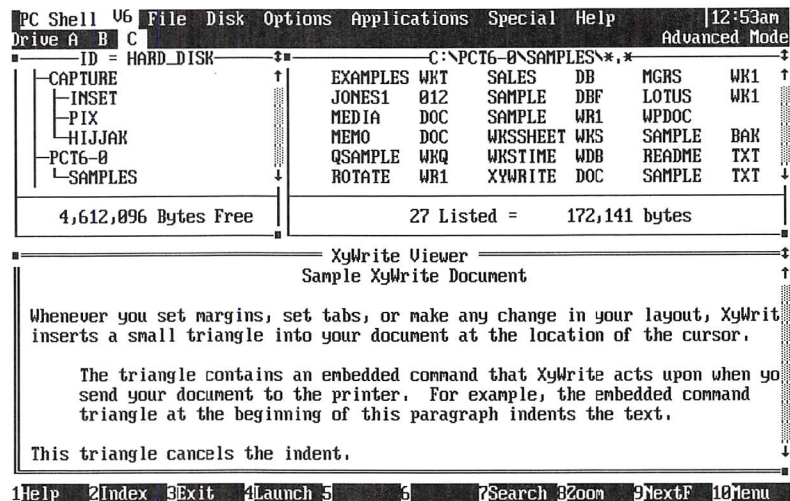 PC Shell V6 File Disk Options Applications Special Help 12:53am
Drive A B C Advanced Mode
ID = HARD_DISK
CAPTURE
INSET
PIX
HIJJAK
PCT6-0
SAMPLES
4,612,096 Bytes Free
C:\PCT6-0\SAMPLES\*.*
EXAMPLES WKT SALES DB MGRS WK1
JONES1 012 SAMPLE DBF LOTUS WK1
MEDIA DOC SAMPLE WR1 WPDOC
MEMO DOC WKSSHEET WKS SAMPLE BAK
QSAMPLE WKQ WKSTIME WDB README TXT
ROTATE WR1 XYWRITE DOC SAMPLE TXT
27 Listed = 172,141 bytes
XyWrite Viewer
Sample XyWrite Document
Whenever you set margins, set tabs, or make any change in your layout, XyWrit
inserts a small triangle into your document at the location of the cursor.
The triangle contains an embedded command that XyWrite acts upon when yo
send your document to the printer. For example, the embedded command
triangle at the beginning of this paragraph indents the text.
This triangle cancels the indent.
1Help 2Index 3Exit 4Launch 5 6 7Search 8Zoom 9NextF 10Menu